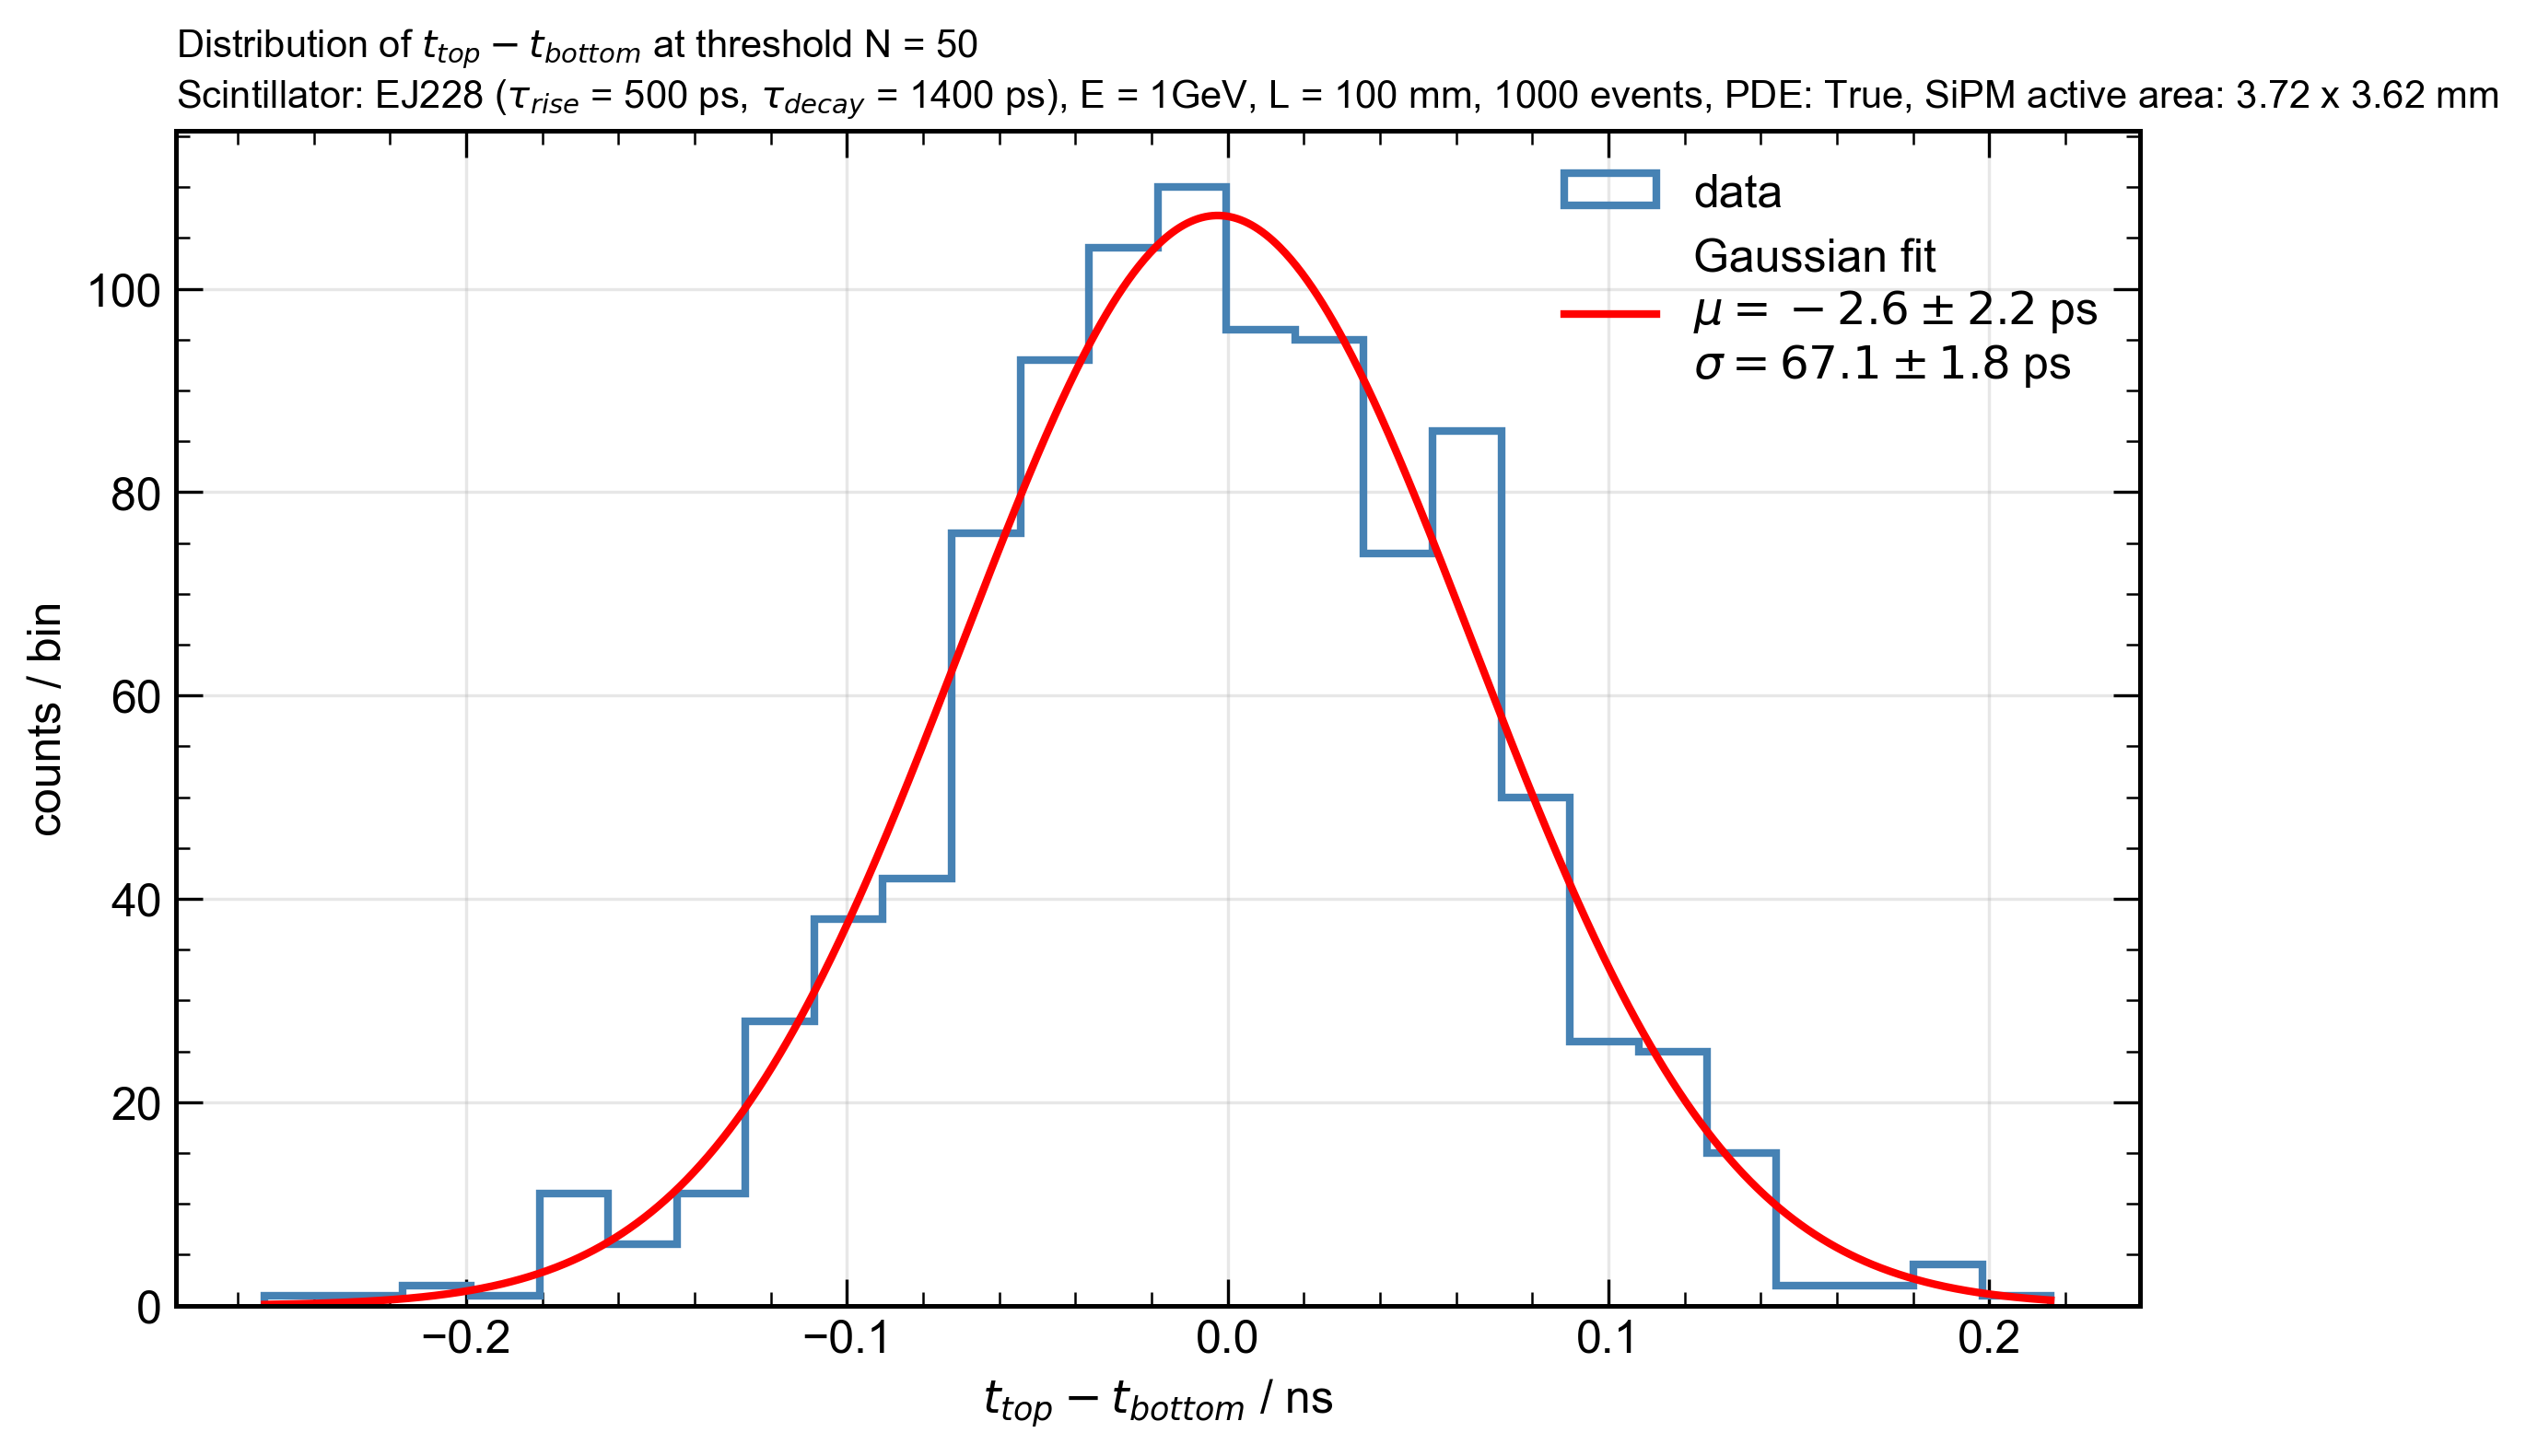 Distribution of t_top − t_bottom at threshold N = 50
Scintillator: EJ228 (τ_rise = 500 ps, τ_decay = 1400 ps), E = 1GeV, L = 100 mm, 1000 events, PDE: True, SiPM active area: 3.72 x 3.62 mm
data
Gaussian fit
μ = −2.6 ± 2.2 ps
σ = 67.1 ± 1.8 ps
counts / bin
100
80
60
40
20
0
−0.2
−0.1
0.0
0.1
0.2
t_top − t_bottom / ns